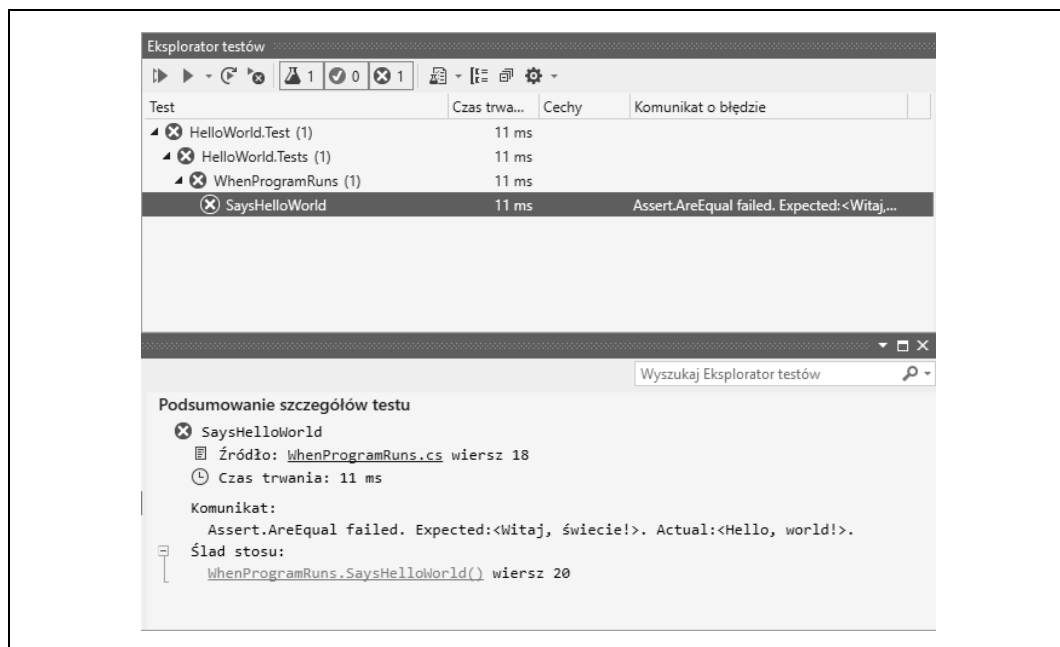 Eksplorator testów
1 0 1
Test Czas trwa... Cechy Komunikat o błędzie
HelloWorld.Test (1) 11 ms
HelloWorld.Tests (1) 11 ms
WhenProgramRuns (1) 11 ms
SaysHelloWorld 11 ms Assert.AreEqual failed. Expected:<Witaj,...
Wyszukaj Eksplorator testów
Podsumowanie szczegółów testu
SaysHelloWorld
Źródło: WhenProgramRuns.cs wiersz 18
Czas trwania: 11 ms
Komunikat:
Assert.AreEqual failed. Expected:<Witaj, świecie!>. Actual:<Hello, world!>.
Ślad stosu:
WhenProgramRuns.SaysHelloWorld() wiersz 20